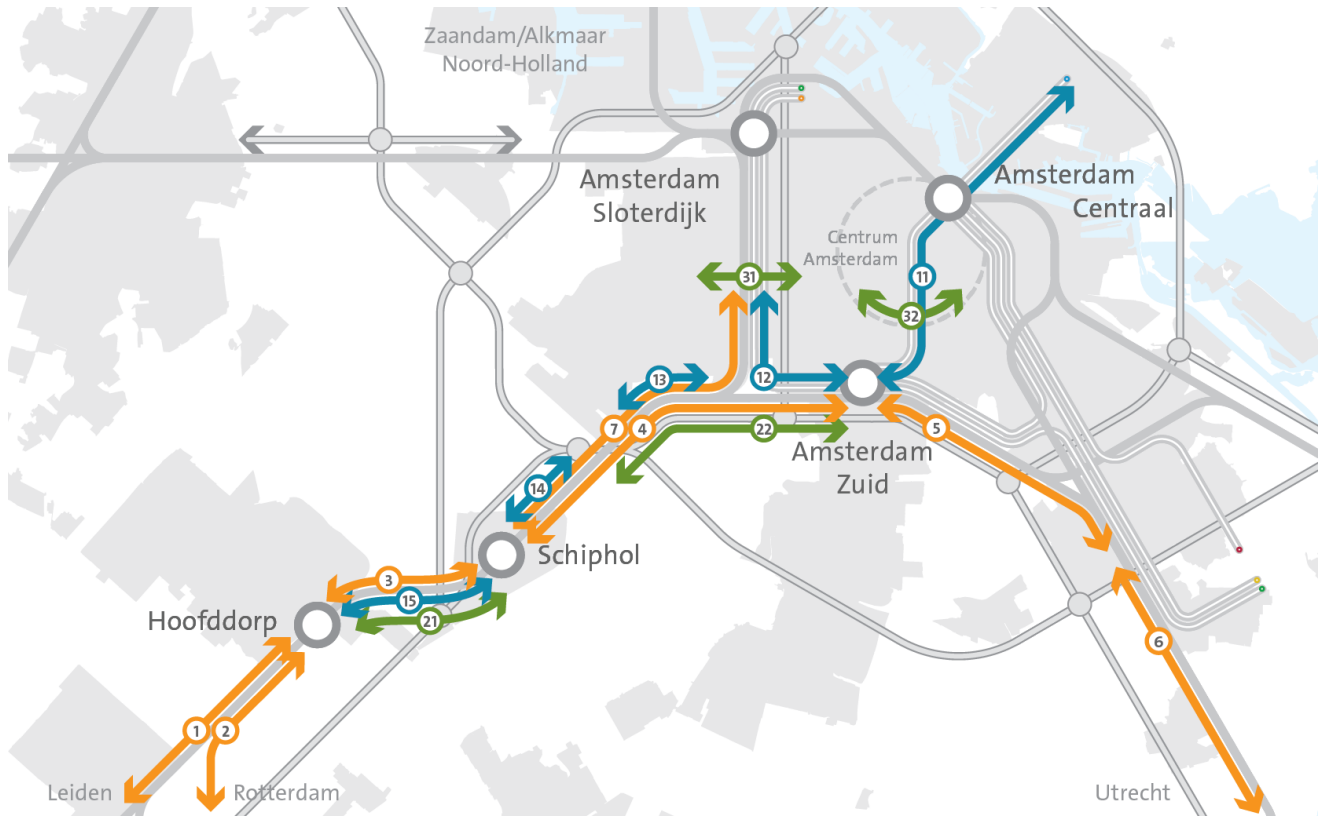 Zaandam/Alkmaar
Noord-Holland
Amsterdam
Sloterdijk
Amsterdam
Centraal
Centrum
Amsterdam
31
11
32
13
12
7
4
22
5
Amsterdam
Zuid
14
Schiphol
3
15
21
Hoofddorp
6
1
2
Leiden
Rotterdam
Utrecht